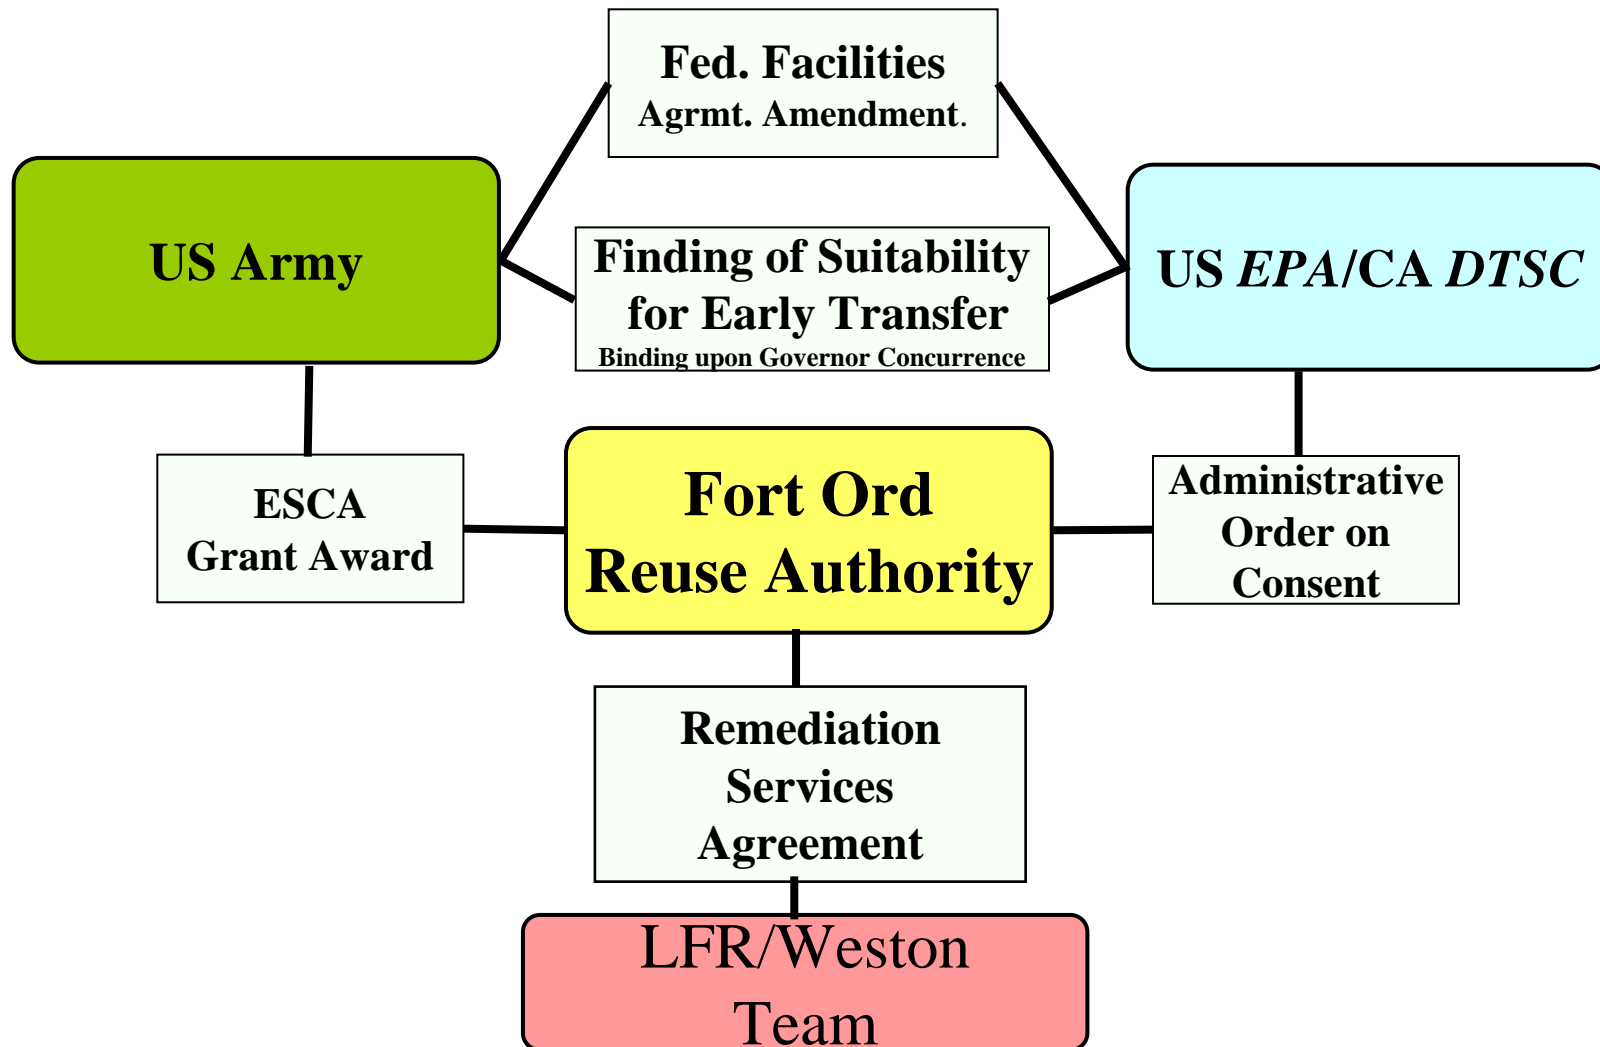 Fed. Facilities
Agrmt. Amendment.
US Army
Finding of Suitability
for Early Transfer
Binding upon Governor Concurrence
US EPA/CA DTSC
ESCA
Grant Award
Fort Ord
Reuse Authority
Administrative
Order on
Consent
Remediation
Services
Agreement
LFR/Weston
Team